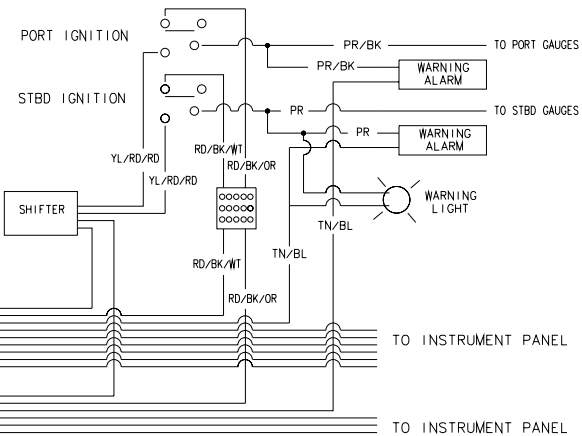 PORT IGNITION
PR/BK
TO PORT GAUGES
PR/BK
WARNING
ALARM
STBD IGNITION
PR
TO STBD GAUGES
PR
WARNING
ALARM
RD/BK/WT
YL/RD/RD
RD/BK/OR
YL/RD/RD
SHIFTER
WARNING
LIGHT
TN/BL
TN/BL
RD/BK/WT
RD/BK/OR
TO INSTRUMENT PANEL
TO INSTRUMENT PANEL